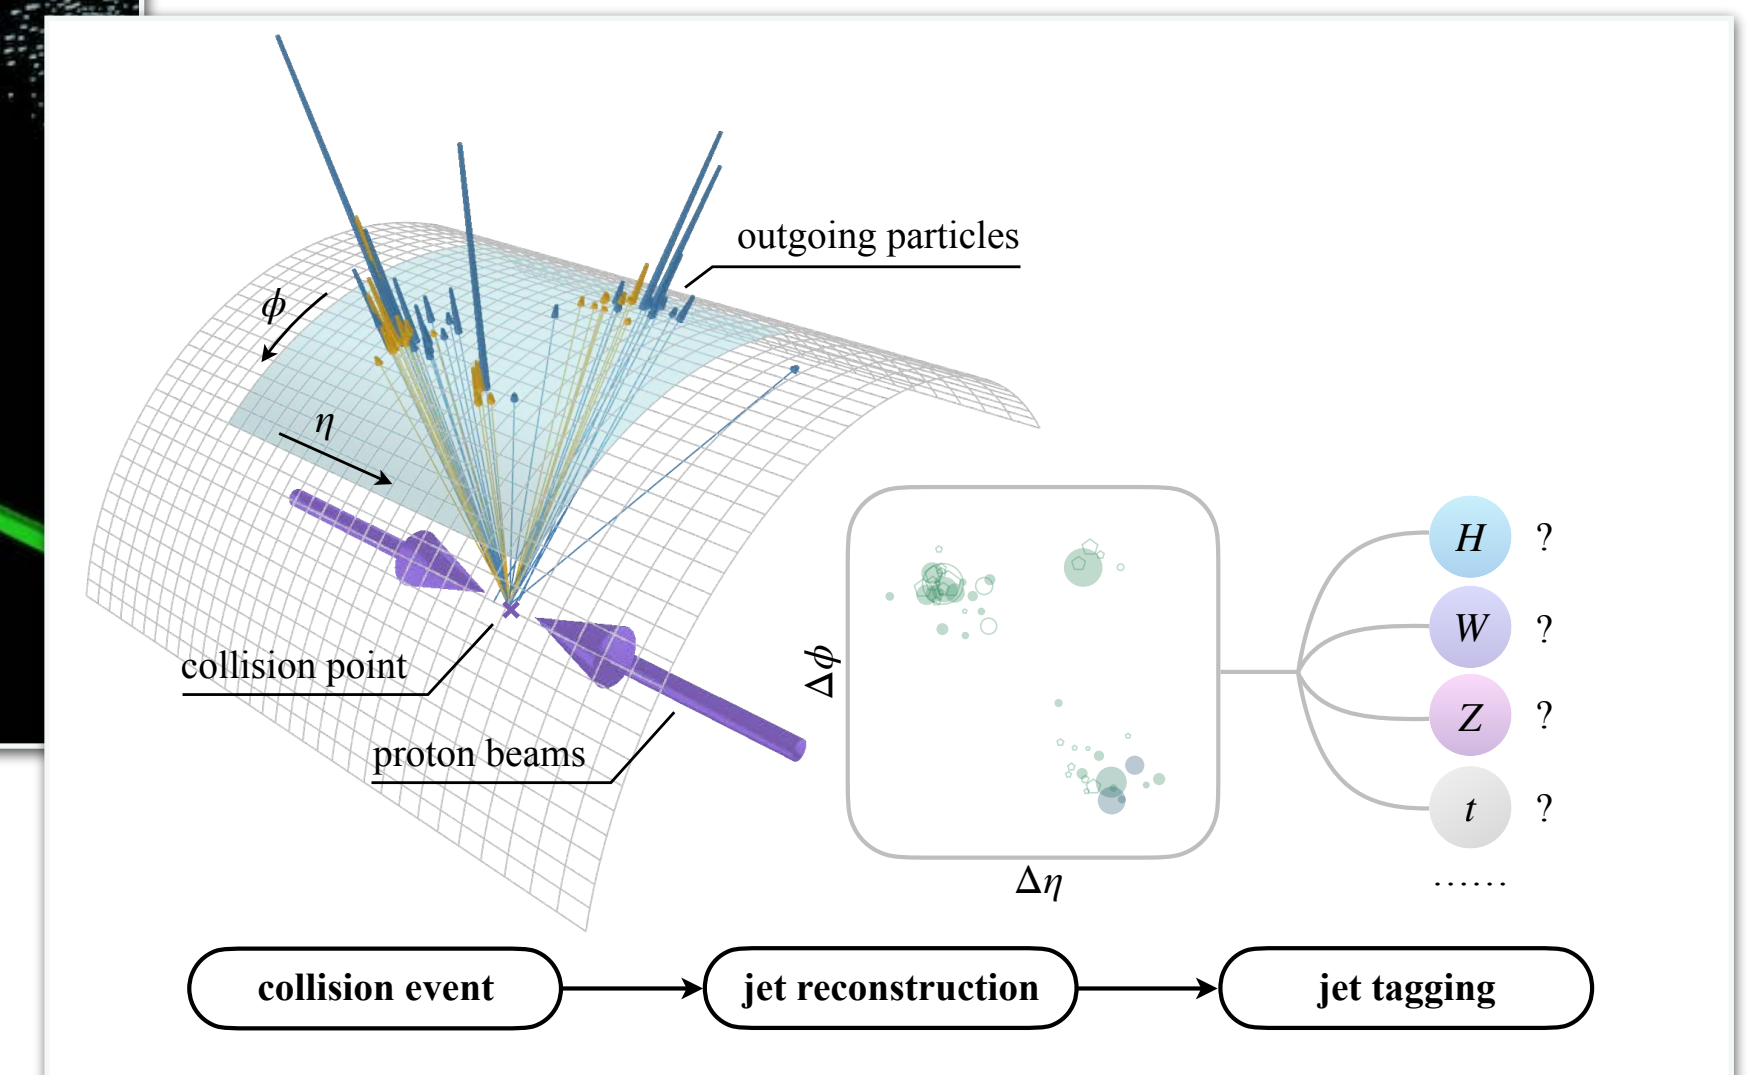 outgoing particles
ϕ
η
collision point
proton beams
Δϕ
Δη
H ?
W ?
Z ?
t ?
......
collision event
jet reconstruction
jet tagging